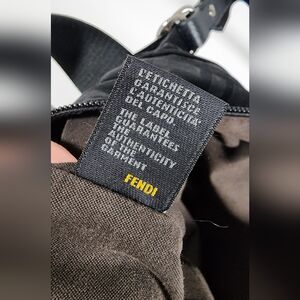 L'ETICHETTA
GARANTISCE
L'AUTENTICITA'
DEL CAPO
THE LABEL
GUARANTEES
THE
AUTHENTICITY
OF THE
GARMENT
FENDI